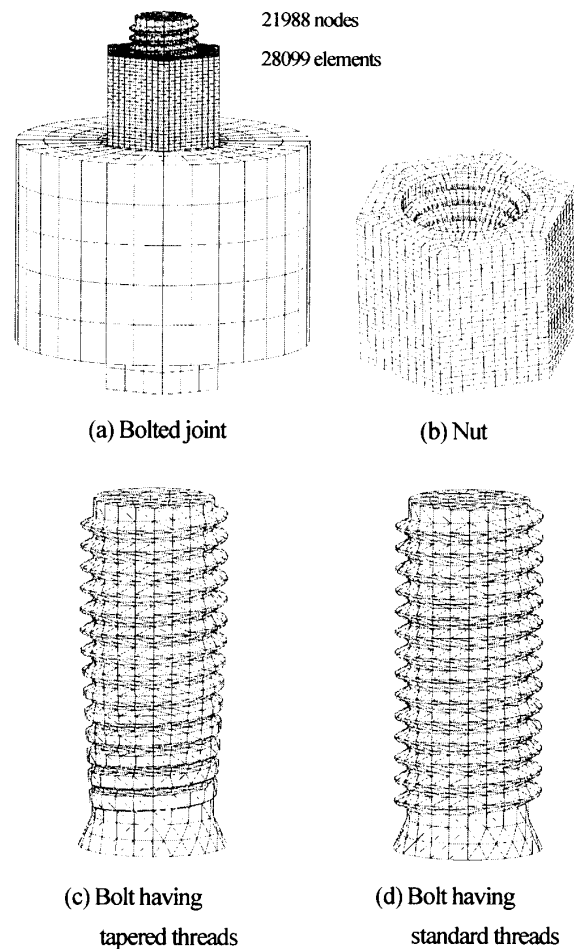 21988 nodes
28099 elements
(a) Bolted joint
(b) Nut
(c) Bolt having
tapered threads
(d) Bolt having
standard threads